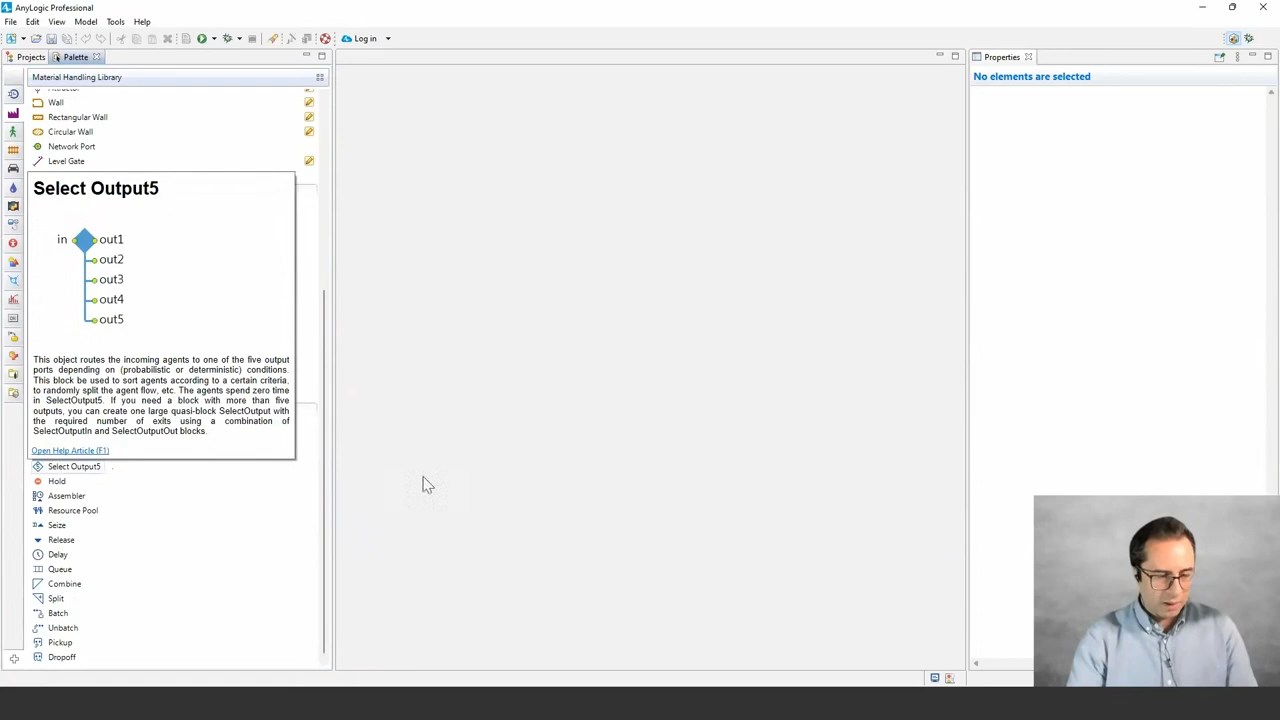 AnyLogic Professional
File Edit View Model Tools Help
Log in
Projects Palette
Properties
Material Handling Library
No elements are selected
Wall
Rectangular Wall
Circular Wall
Network Port
Level Gate
Select Output5
in out1
out2
out3
out4
out5
This object routes the incoming agents to one of the five output
ports depending on (probabilistic or deterministic) conditions.
This block be used to sort agents according to a certain criteria,
to randomly split the agent flow, etc. The agents spend zero time
in SelectOutput5. If you need a block with more than five
outputs, you can create one large quasi-block SelectOutput with
the required number of exits using a combination of
SelectOutputIn and SelectOutputOut blocks.
Open Help Article (F1)
Select Output5
Hold
Assembler
Resource Pool
Seize
Release
Delay
Queue
Combine
Split
Batch
Unbatch
Pickup
Dropoff